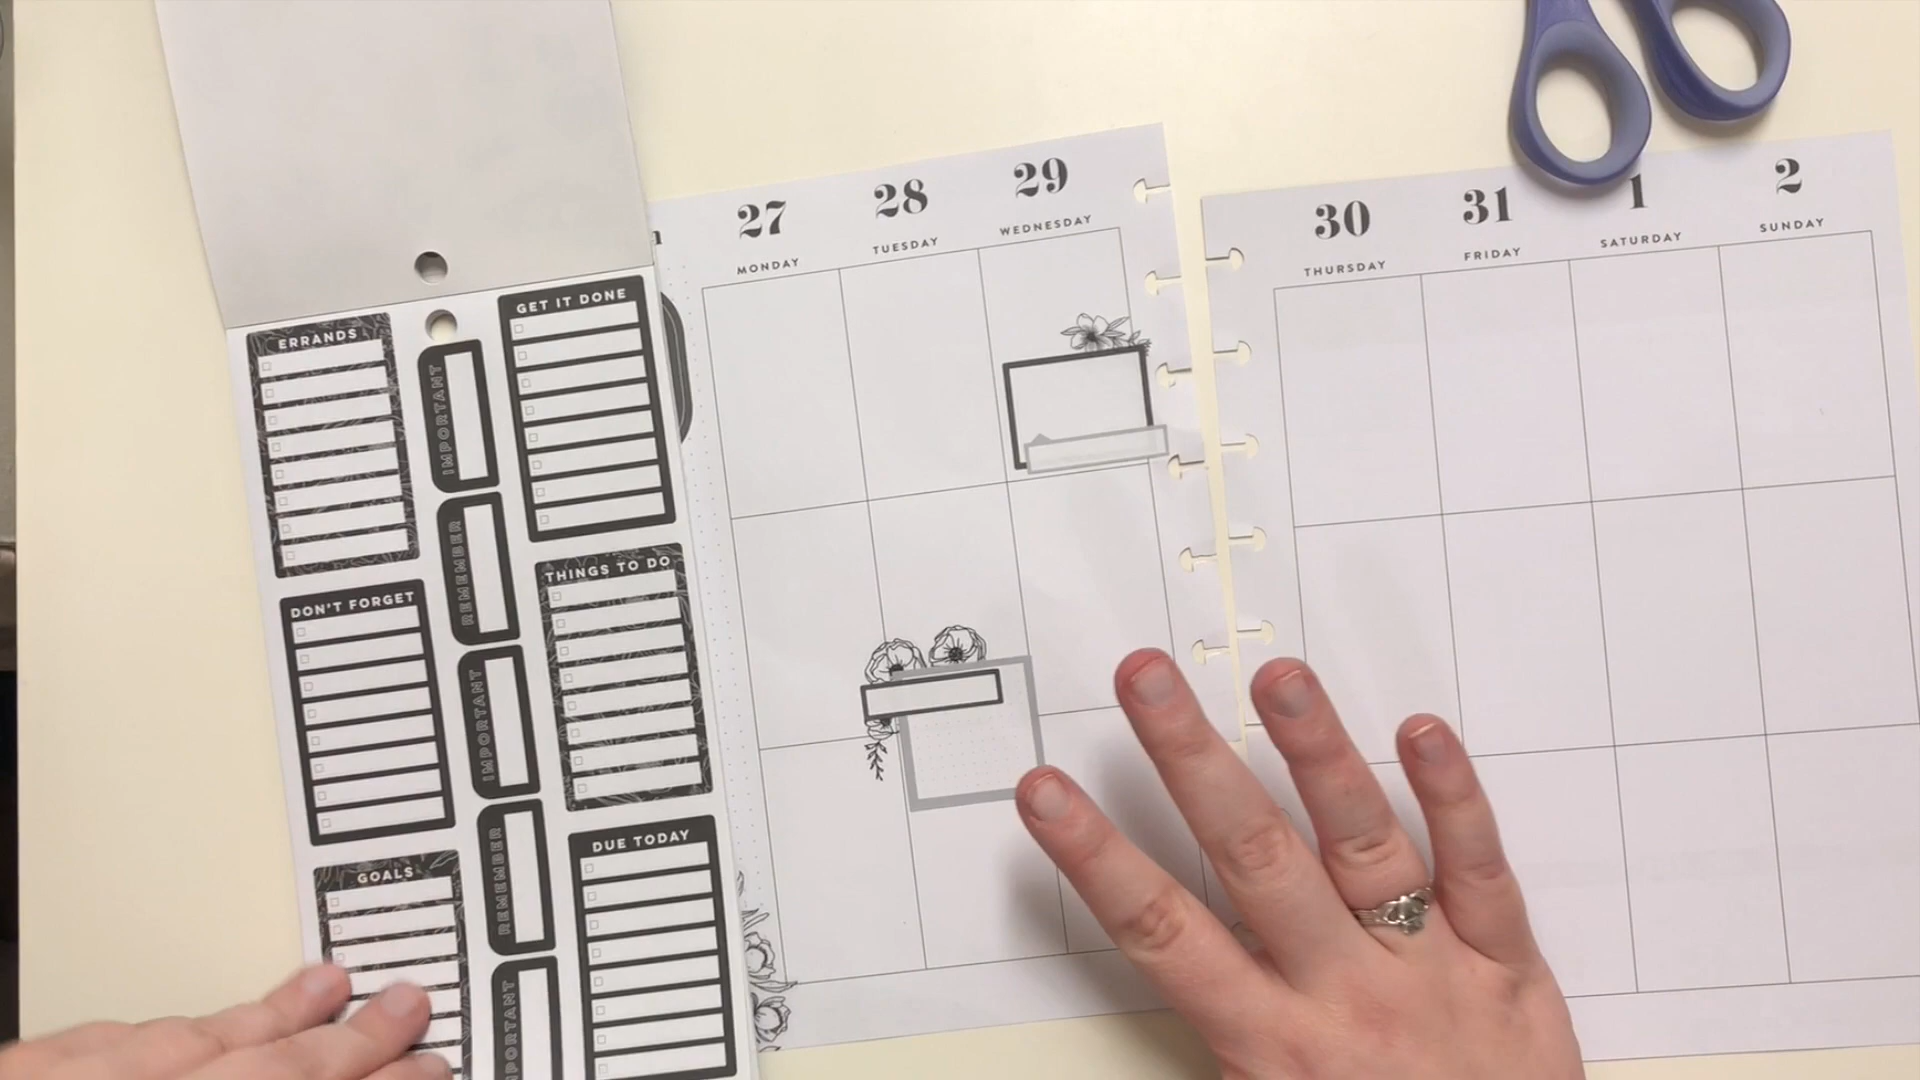 ERRANDS
GET IT DONE
IMPORTANT
REMEMBER
DON'T FORGET
THINGS TO DO
IMPORTANT
GOALS
REMEMBER
DUE TODAY
27
MONDAY
28
TUESDAY
29
WEDNESDAY
30
THURSDAY
31
FRIDAY
1
SATURDAY
2
SUNDAY